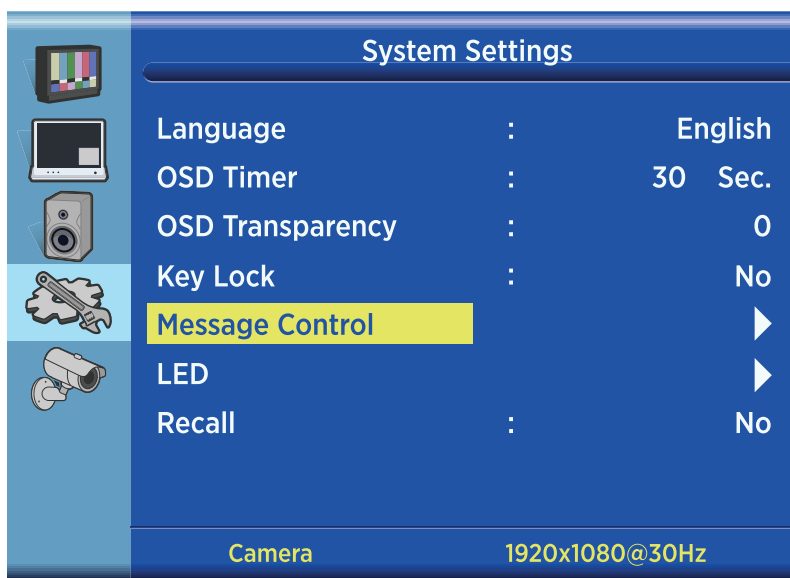 System Settings
Language : English
OSD Timer : 30 Sec.
OSD Transparency : 0
Key Lock : No
Message Control
LED
Recall : No
Camera 1920x1080@30Hz